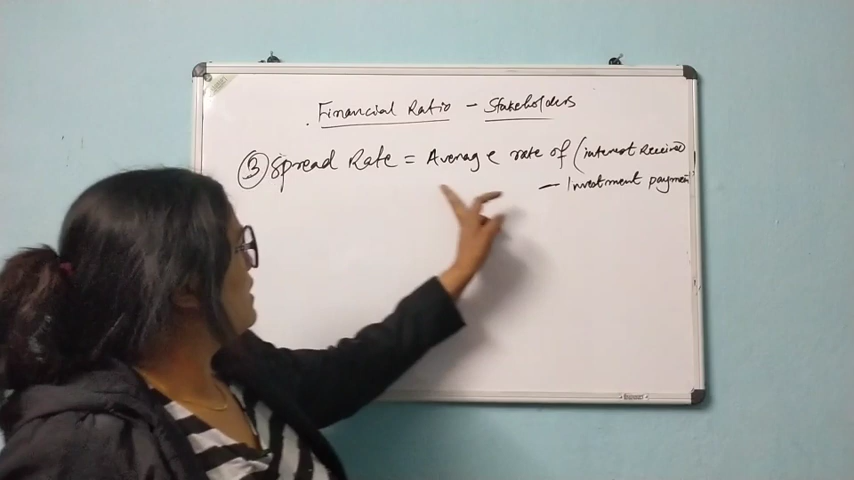 Financial Ratio - Stakeholders
③ Spread Rate = Average rate of (interest Received
- Investment payment